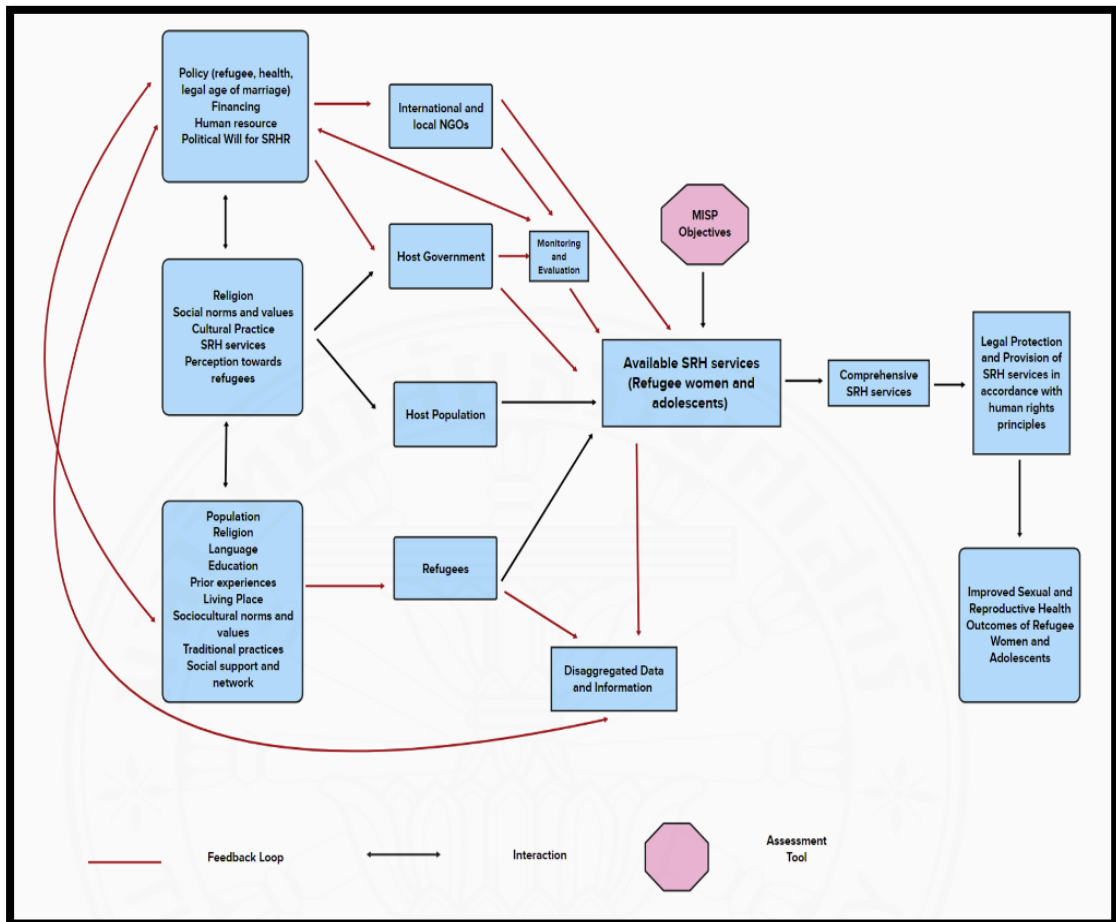 Policy (refugee, health,
legal age of marriage)
Financing
Human resource
Political Will for SRHR
International and
local NGOs
MISP
Objectives
Host Government
Monitoring
and
Evaluation
Religion
Social norms and values
Cultural Practice
SRH services
Perception towards
refugees
Host Population
Available SRH services
(Refugee women and
adolescents)
Comprehensive
SRH services
Legal Protection
and Provision of
SRH services in
accordance with
human rights
principles
Population
Religion
Language
Education
Prior experiences
Living Place
Sociocultural norms and
values
Traditional practices
Social support and
network
Refugees
Disaggregated Data
and Information
Improved Sexual and
Reproductive Health
Outcomes of Refugee
Women and
Adolescents
Feedback Loop
Interaction
Assessment
Tool